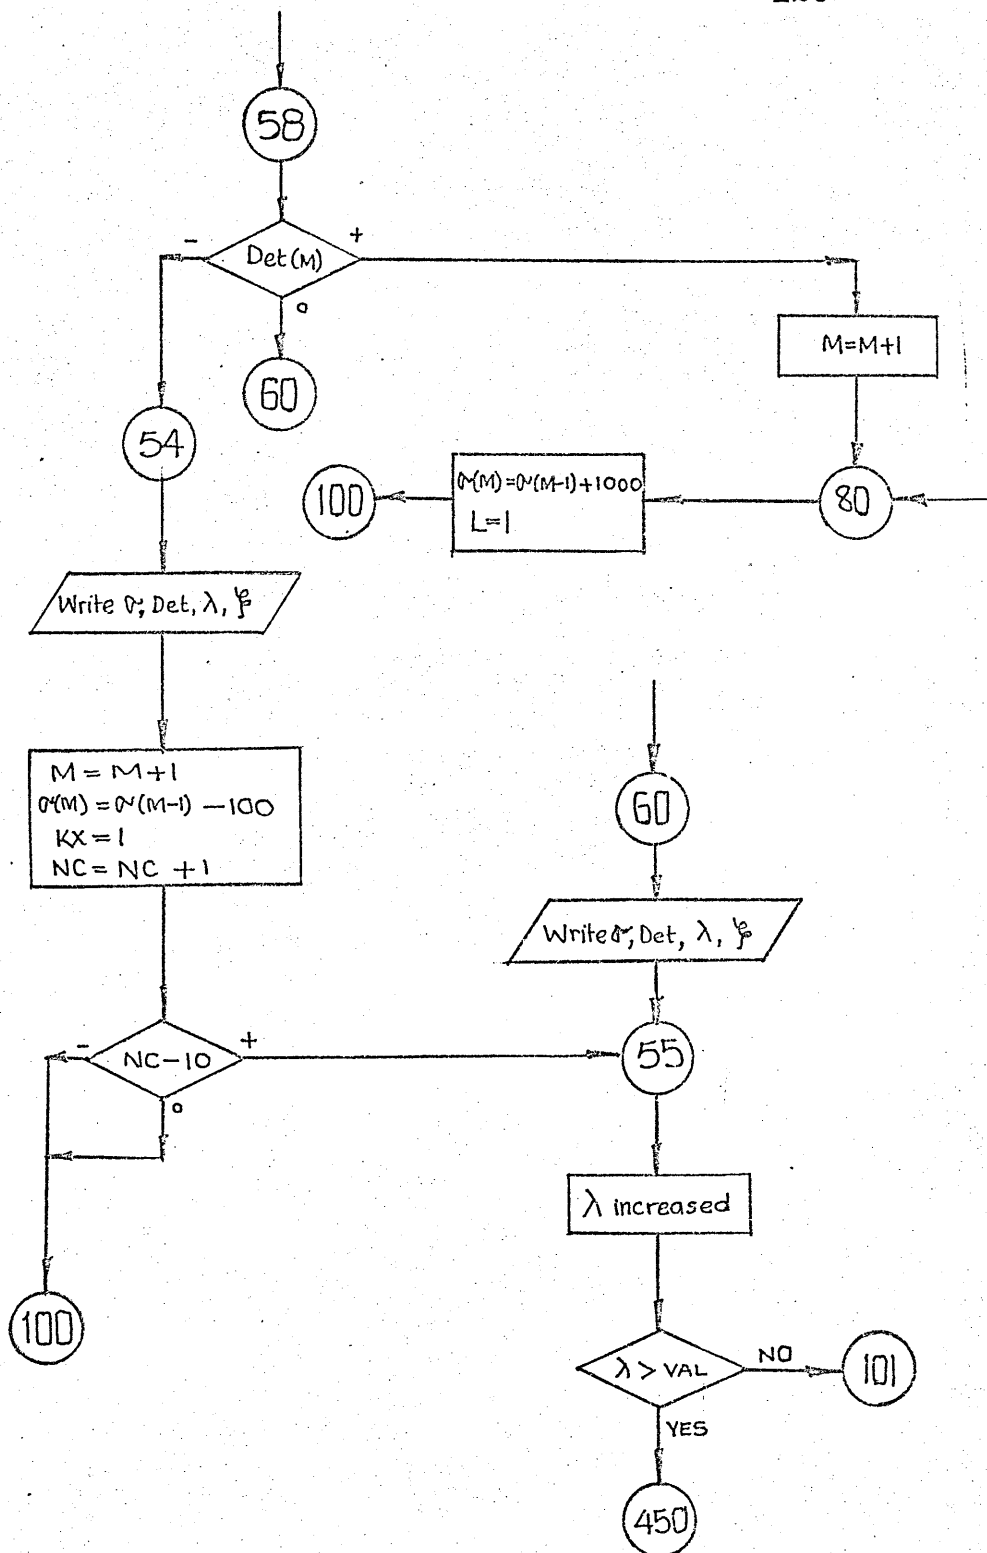 58
Det(M)
-
+
0
60
M=M+1
54
80
σ(M)=σ(M-1)+1000
L=1
100
Write σ, Det, λ, ξ
M = M+1
σ(M) = σ(M-1) -100
KX=1
NC= NC +1
60
Write σ, Det, λ, ξ
NC-10
-
+
0
55
λ increased
100
λ > VAL
NO
101
YES
450